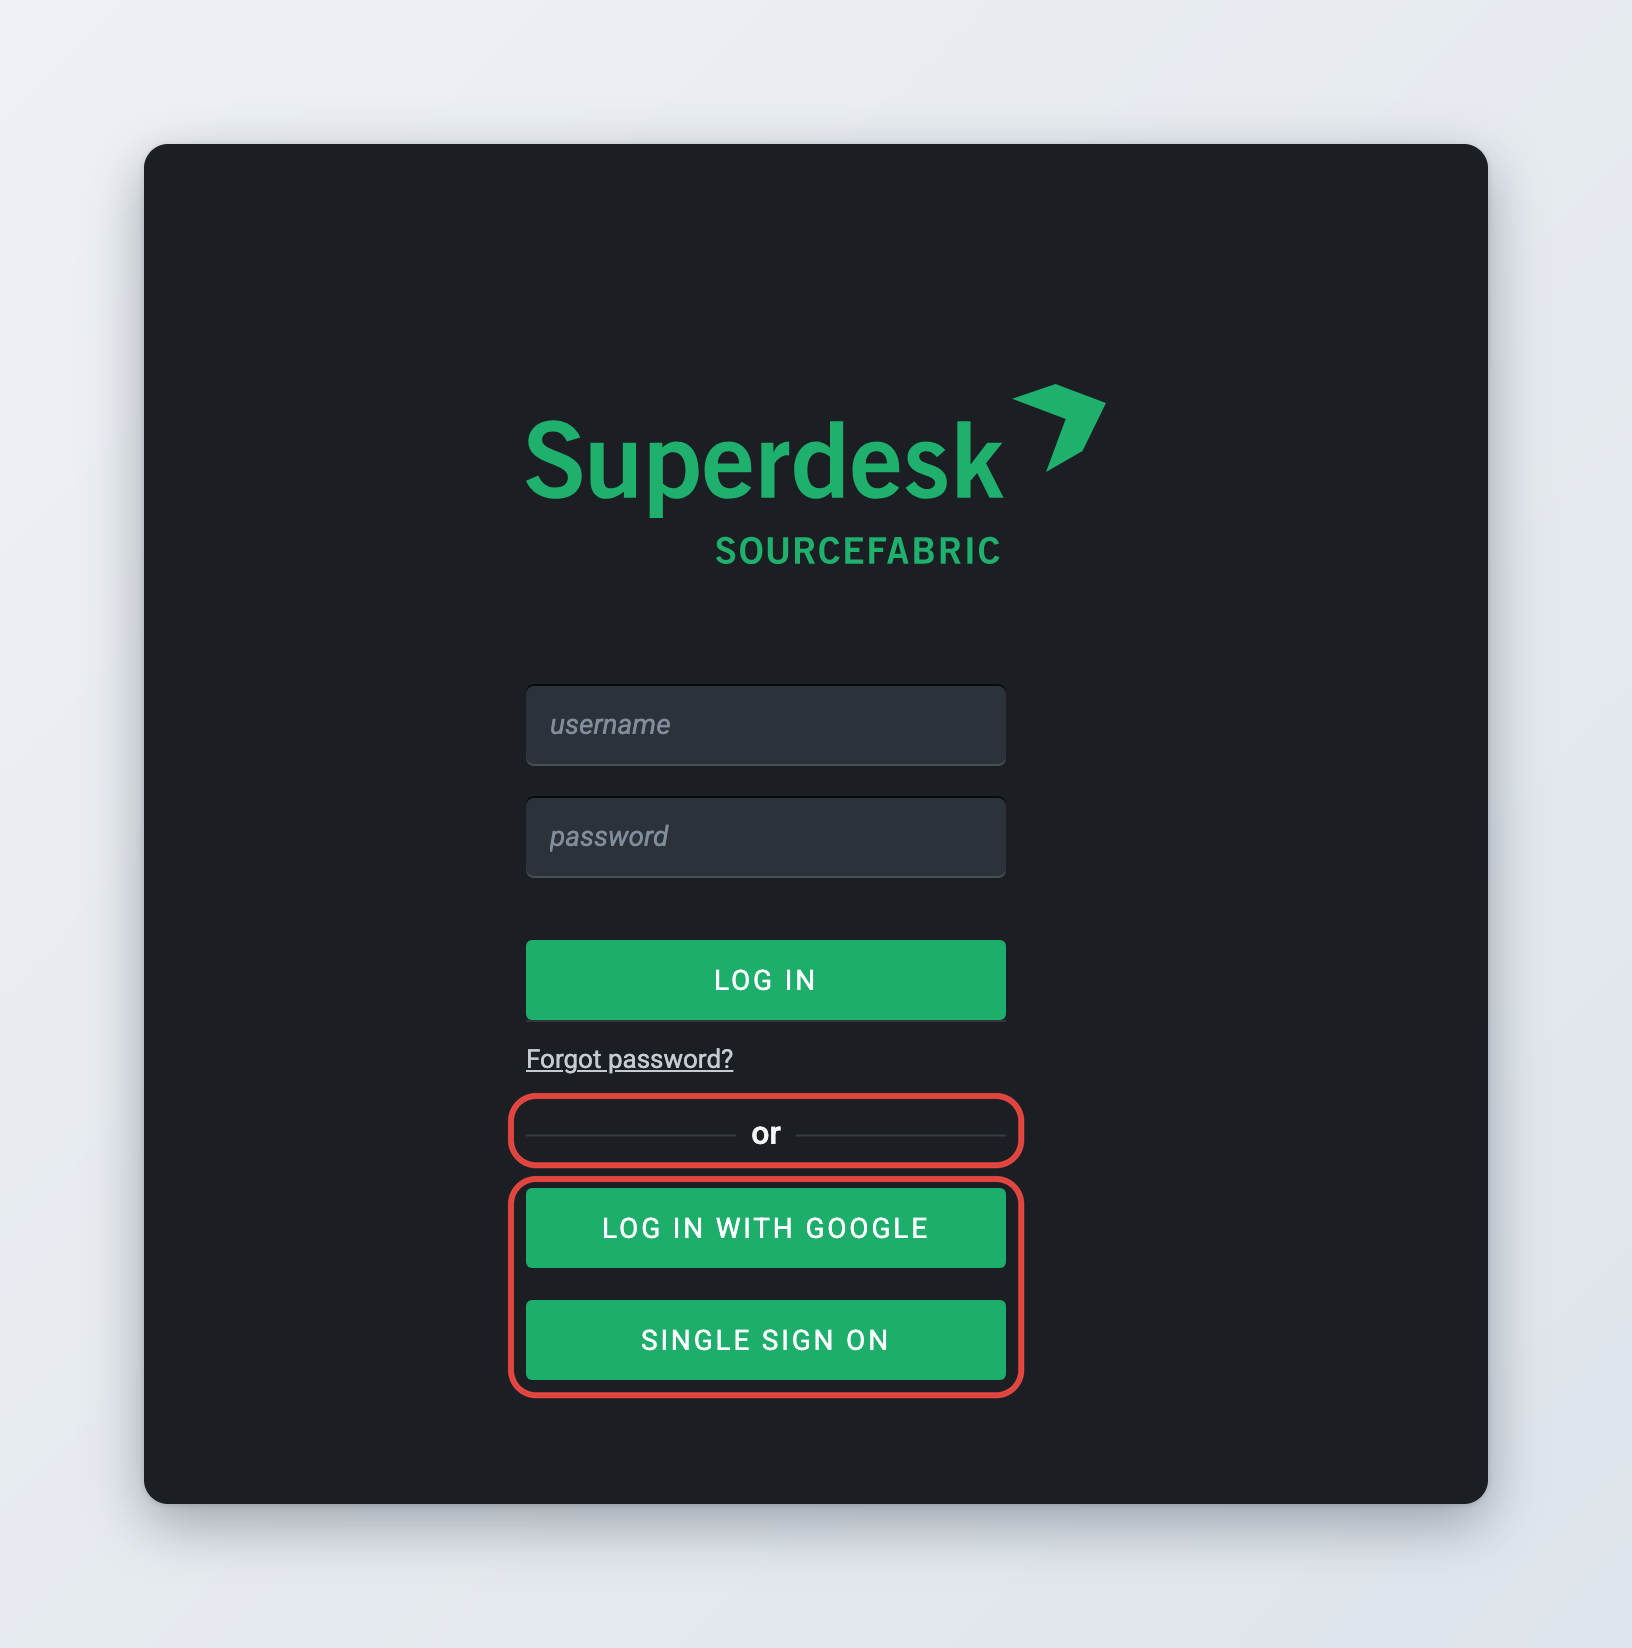 Superdesk
SOURCEFABRIC
username
password
LOG IN
Forgot password?
or
LOG IN WITH GOOGLE
SINGLE SIGN ON